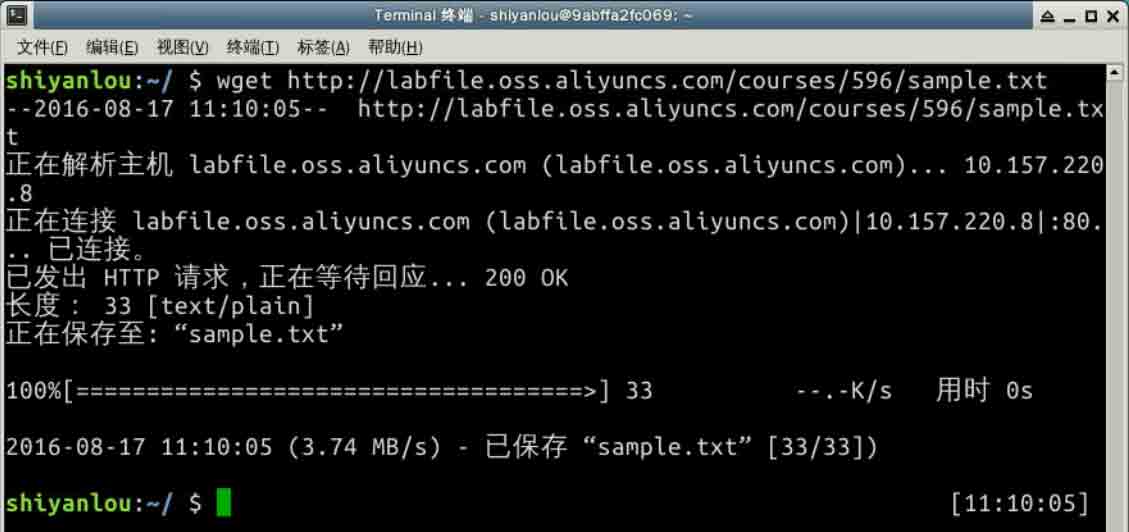 Terminal 终端 - shiyanlou@9abffa2fc069: ~
文件(F) 编辑(E) 视图(V) 终端(T) 标签(A) 帮助(H)
shiyanlou:~/ $ wget http://labfile.oss.aliyuncs.com/courses/596/sample.txt
--2016-08-17 11:10:05--  http://labfile.oss.aliyuncs.com/courses/596/sample.tx
t
正在解析主机 labfile.oss.aliyuncs.com (labfile.oss.aliyuncs.com)... 10.157.220
.8
正在连接 labfile.oss.aliyuncs.com (labfile.oss.aliyuncs.com)|10.157.220.8|:80.
.. 已连接。
已发出 HTTP 请求，正在等待回应... 200 OK
长度： 33 [text/plain]
正在保存至: “sample.txt”
100%[====================================>] 33          --.-K/s   用时 0s
2016-08-17 11:10:05 (3.74 MB/s) - 已保存 “sample.txt” [33/33])
shiyanlou:~/ $ [11:10:05]